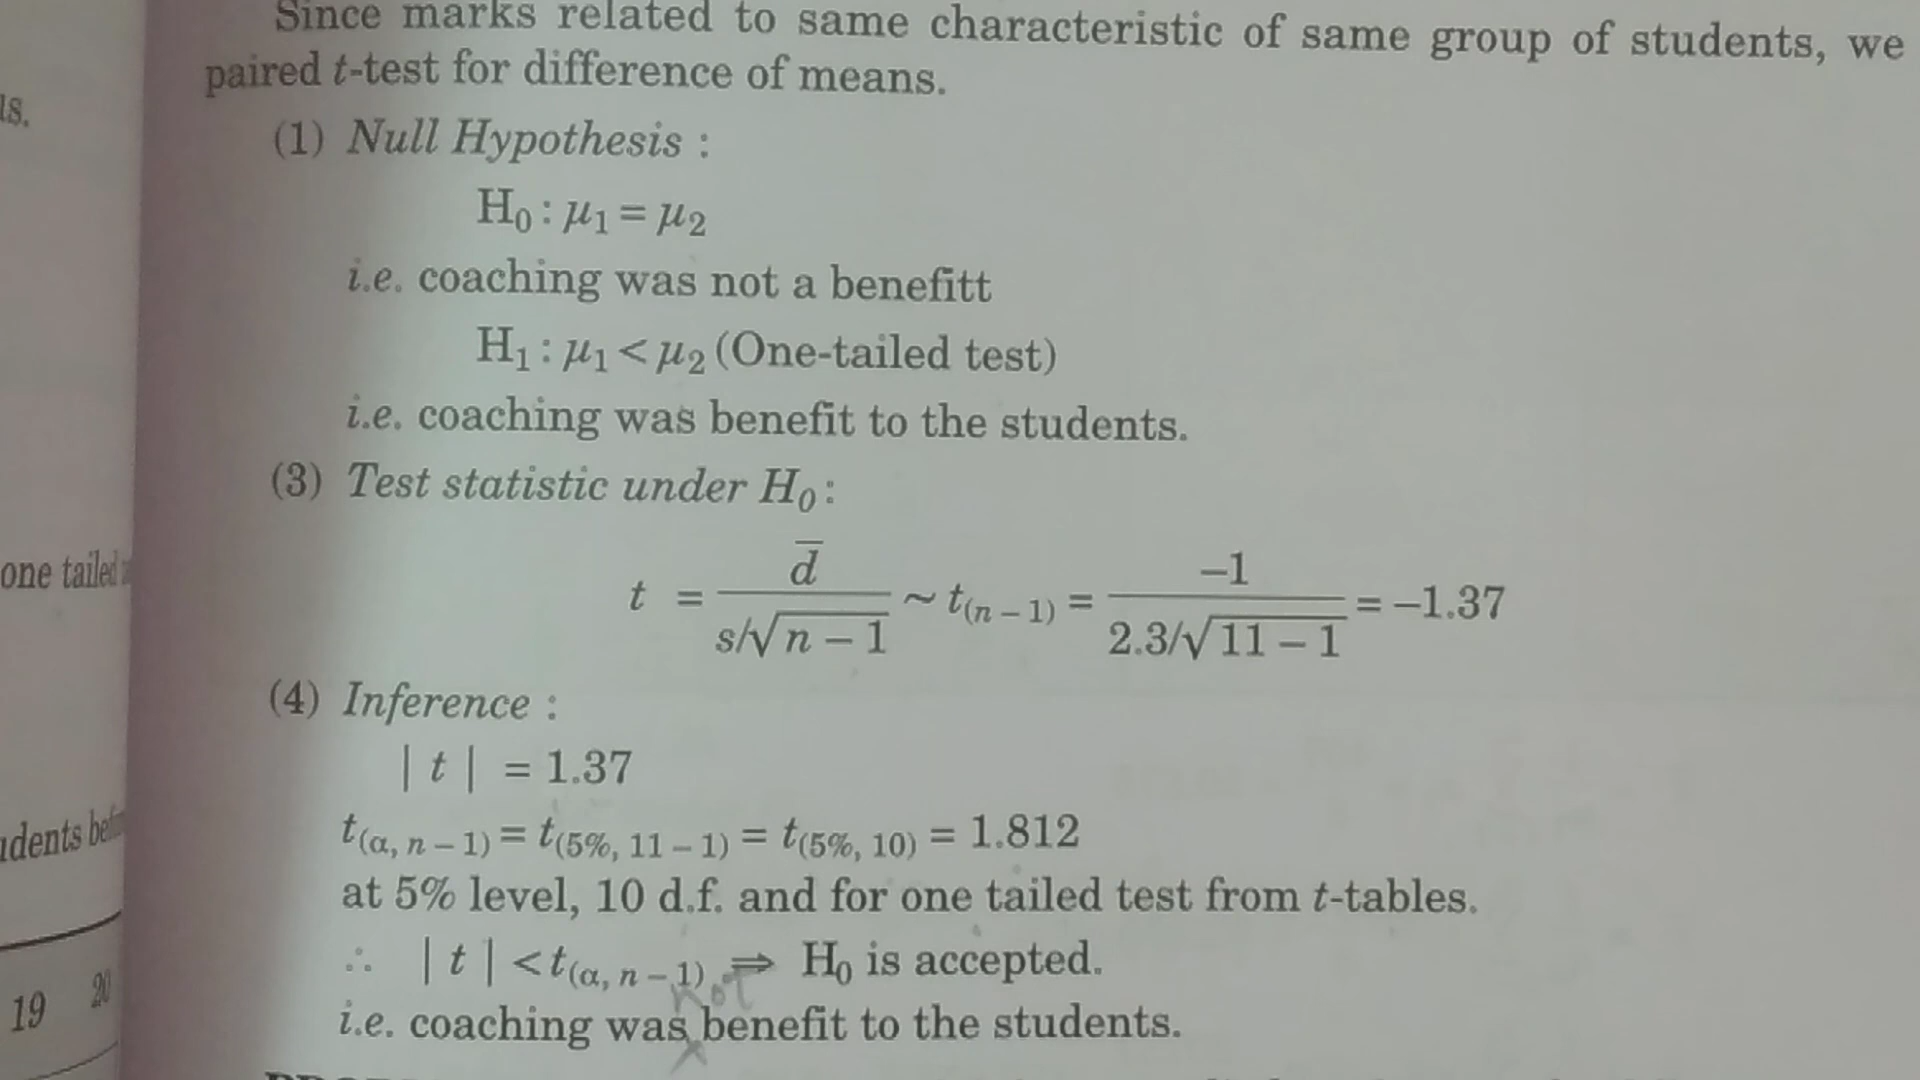 Since marks related to same characteristic of same group of students, we
paired t-test for difference of means.
(1) Null Hypothesis :
H₀ : μ₁ = μ₂
i.e. coaching was not a benefitt
H₁ : μ₁ < μ₂ (One-tailed test)
i.e. coaching was benefit to the students.
(3) Test statistic under H₀ :
t = d̅ / (s/√(n – 1)) ~ t₍ₙ ₋ ₁₎ = –1 / (2.3/√(11 – 1)) = –1.37
(4) Inference :
| t | = 1.37
t(α, n – 1) = t(5%, 11 – 1) = t(5%, 10) = 1.812
at 5% level, 10 d.f. and for one tailed test from t-tables.
∴ | t | < t(α, n – 1) ⇒ H₀ is accepted.
not
i.e. coaching was benefit to the students.
one tailed
19 20